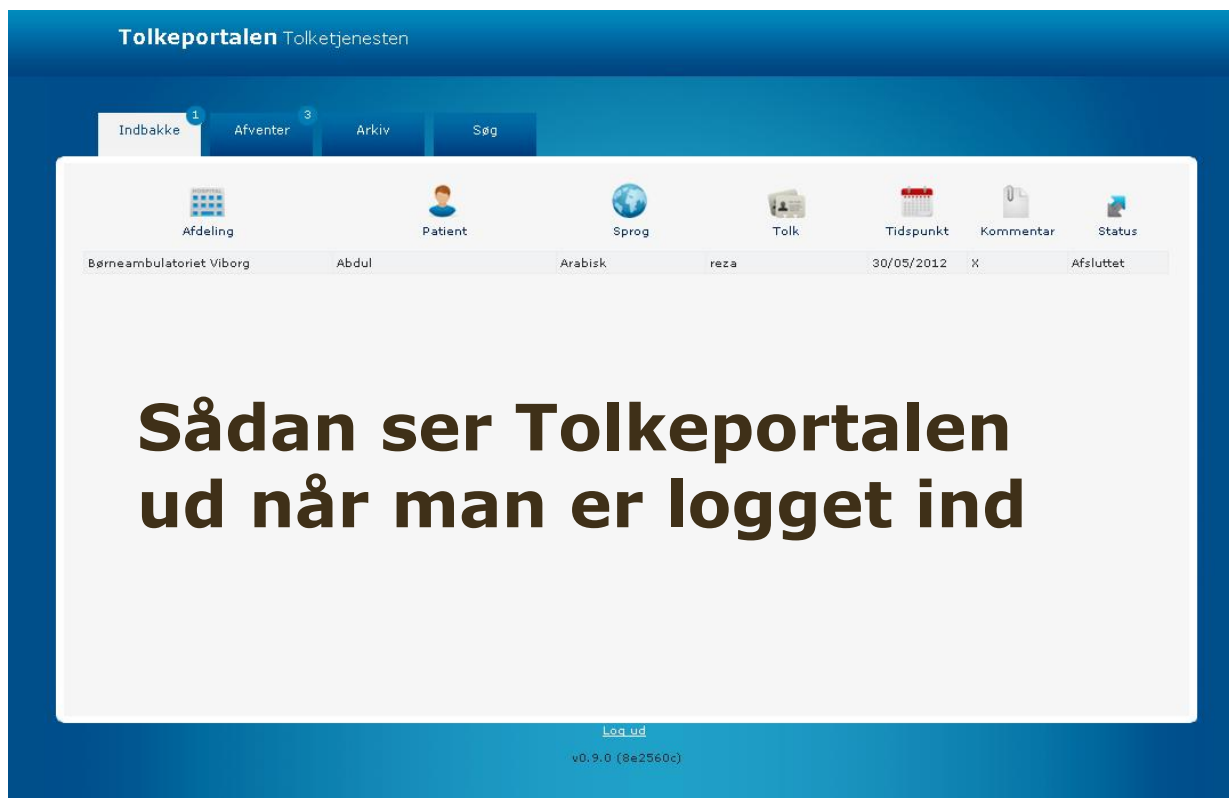 Tolkeportalen Tolketjenesten
Indbakke 1 Afventer 3 Arkiv Søg
HOSPITAL
Afdeling Patient Sprog Tolk Tidspunkt Kommentar Status
Børneambulatoriet Viborg Abdul Arabisk reza 30/05/2012 X Afsluttet
Sådan ser Tolkeportalen
ud når man er logget ind
Log ud
v0.9.0 (8e2560c)